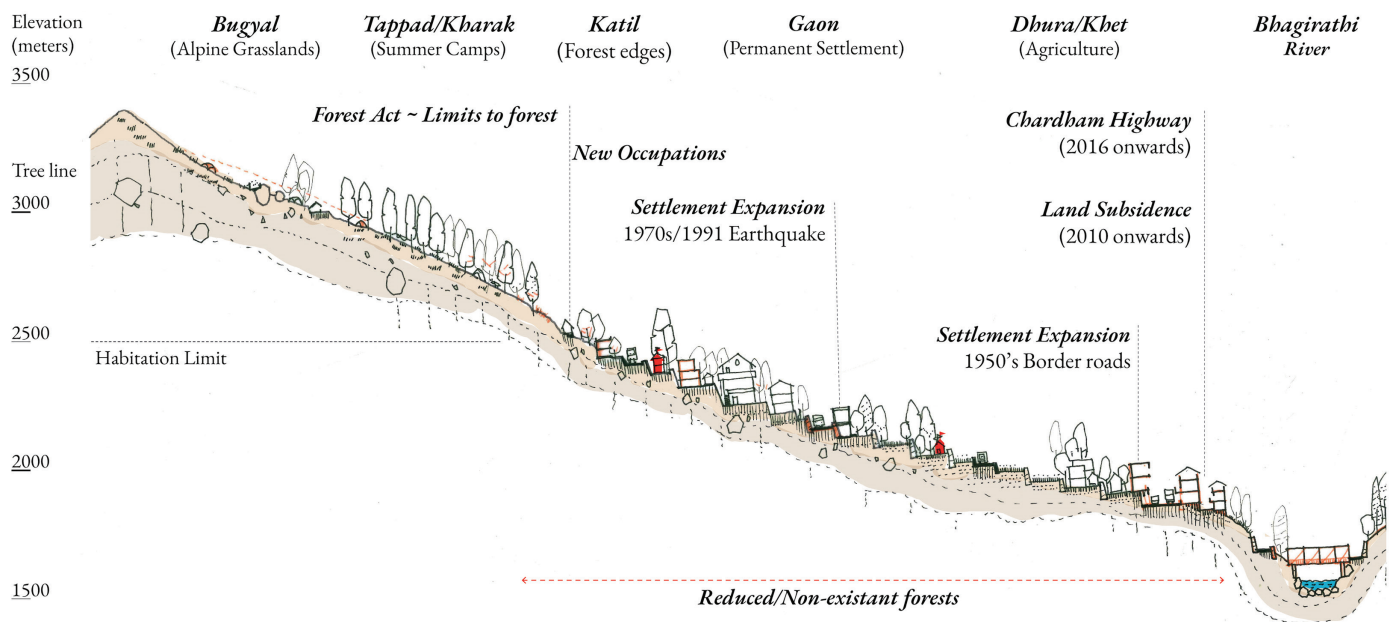 Elevation
(meters)
Bugyal
(Alpine Grasslands)
Tappad/Kharak
(Summer Camps)
Katil
(Forest edges)
Gaon
(Permanent Settlement)
Dhura/Khet
(Agriculture)
Bhagirathi
River
3500
Forest Act ~ Limits to forest
Chardham Highway
(2016 onwards)
New Occupations
Tree line
3000
Settlement Expansion
1970s/1991 Earthquake
Land Subsidence
(2010 onwards)
2500
Habitation Limit
Settlement Expansion
1950's Border roads
2000
1500
Reduced/Non-existant forests